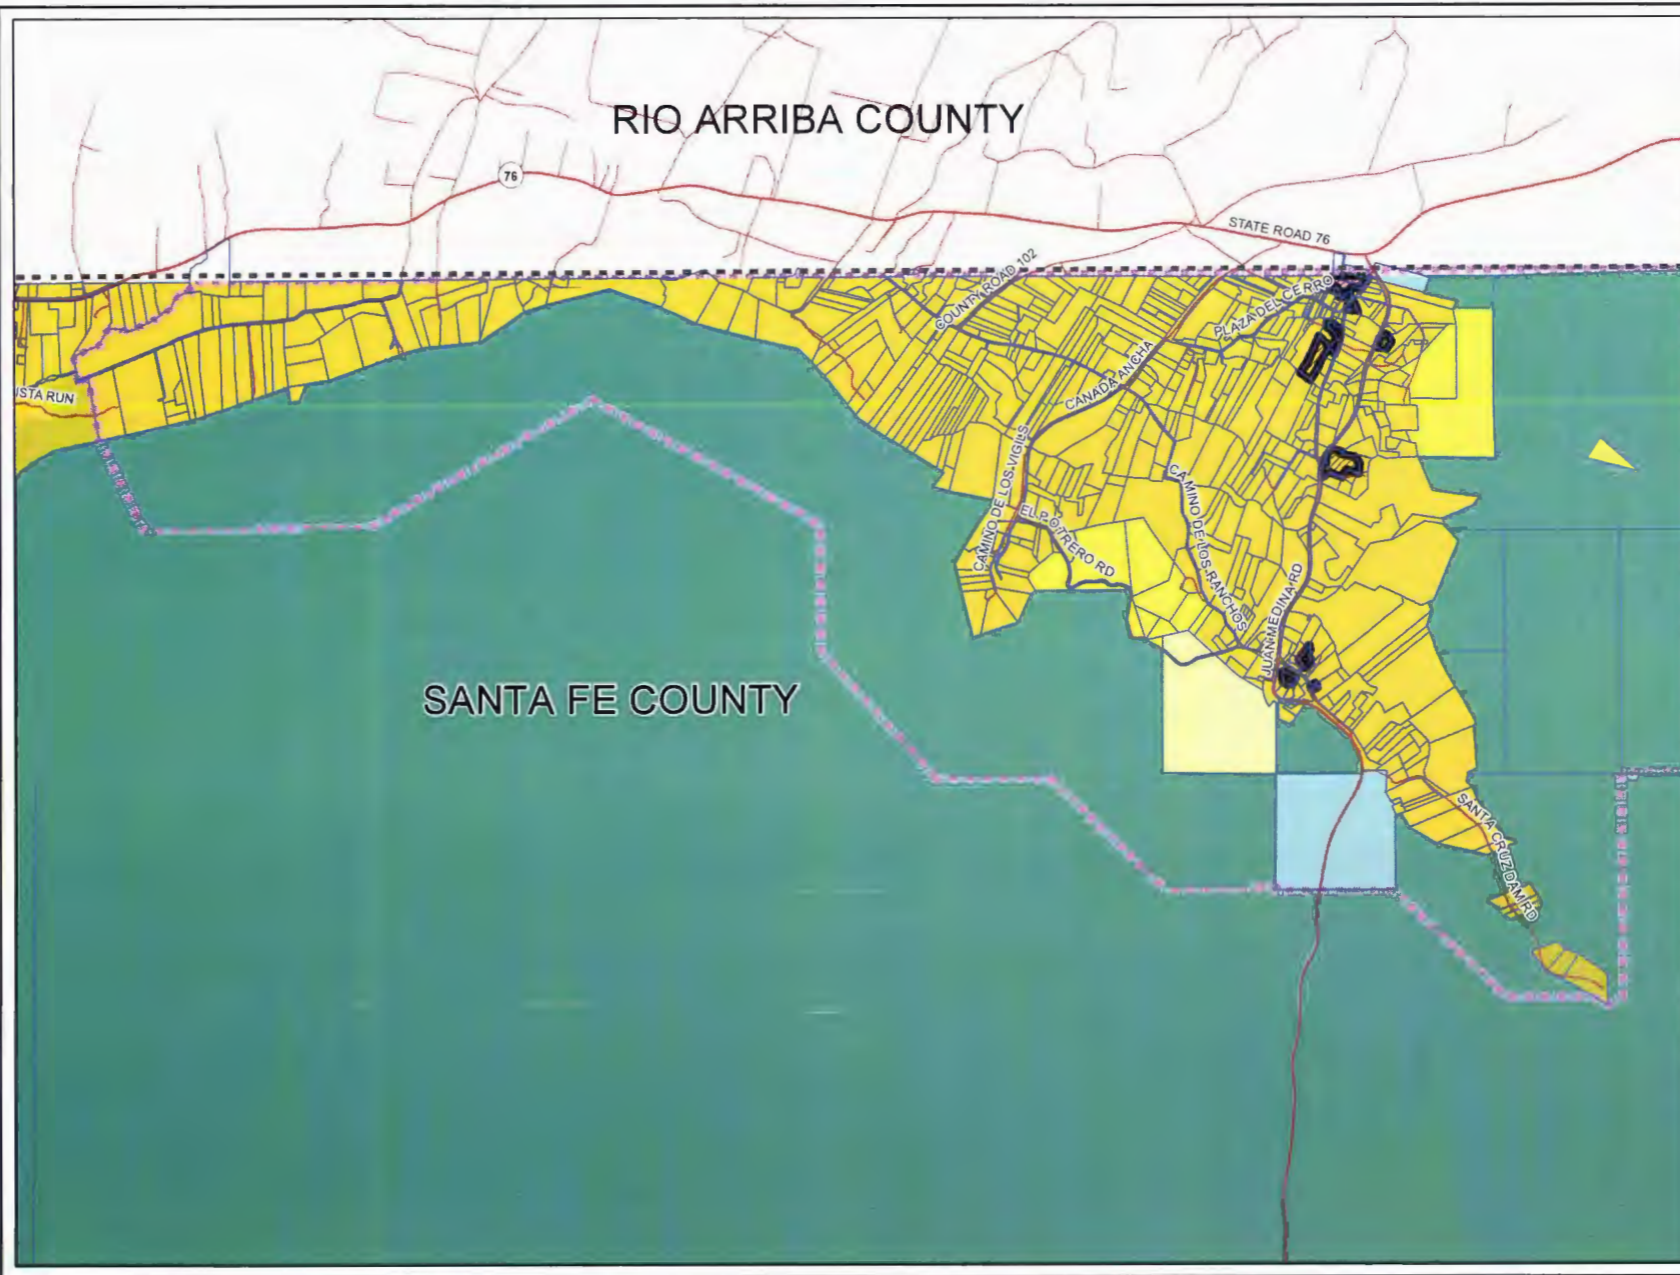 RIO ARRIBA COUNTY
76
STATE ROAD 76
COUNTY ROAD 102
PLAZA DEL CERRO
CANADA ANCHA
ISTA RUN
CAMINO DE LOS VIGILS
EL POTRERO RD
CAMINO DE LOS RANCHOS
JUAN MEDINA RD
SANTA FE COUNTY
SANTA CRUZ DAM RD